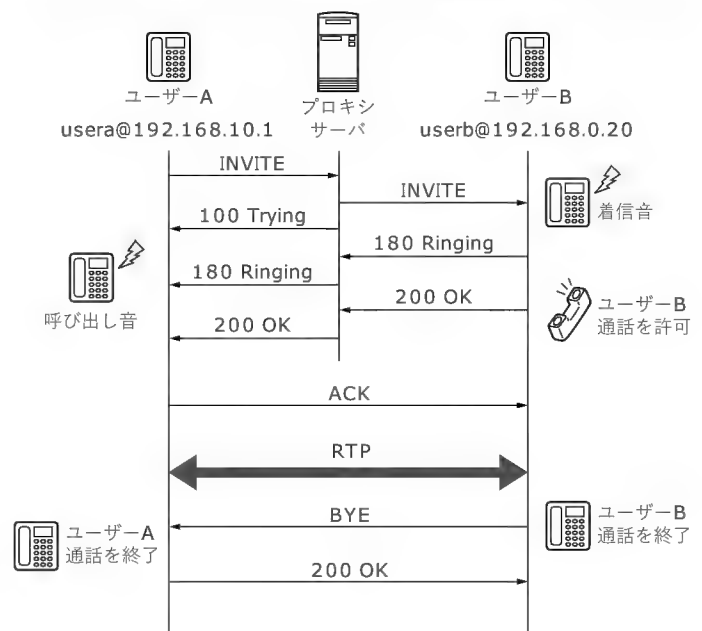 ユーザーA
usera@192.168.10.1
プロキシ
サーバ
ユーザーB
userb@192.168.0.20
INVITE
INVITE
着信音
100 Trying
180 Ringing
180 Ringing
呼び出し音
200 OK
ユーザーB
通話を許可
200 OK
ACK
RTP
BYE
ユーザーB
通話を終了
ユーザーA
通話を終了
200 OK